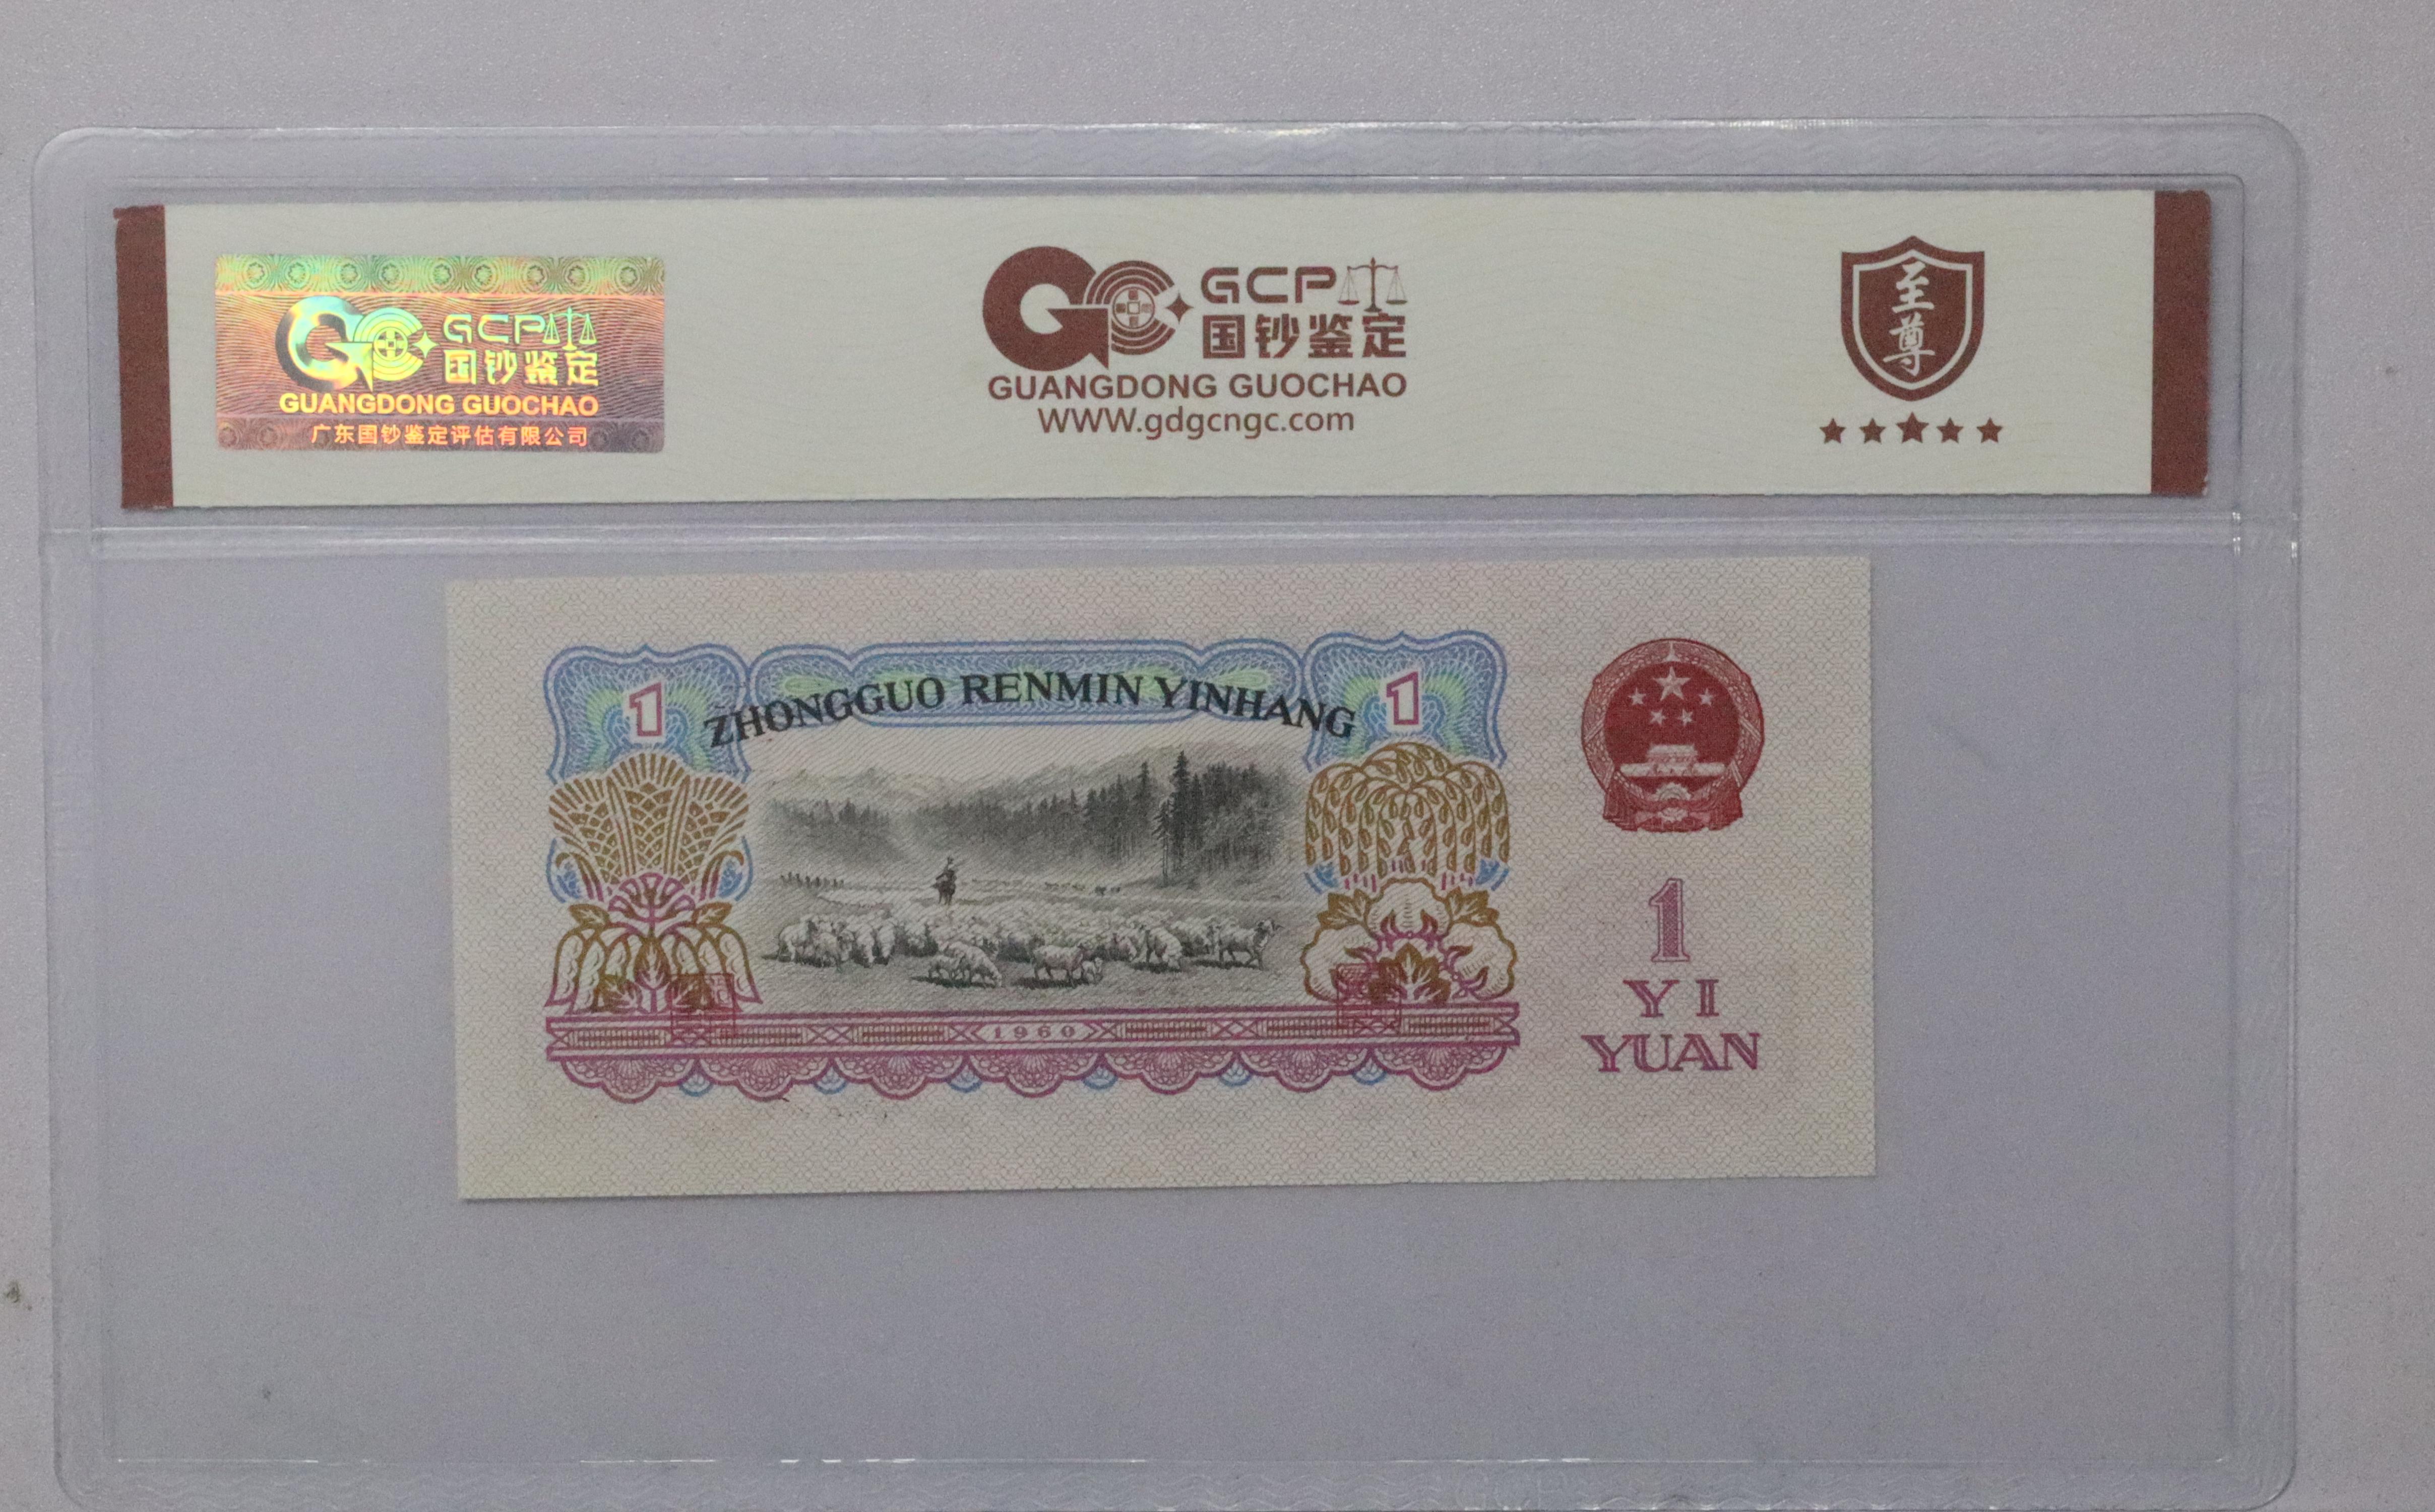 GCP
国钞鉴定
GUANGDONG GUOCHAO
广东国钞鉴定评估有限公司
GCP
国钞鉴定
GUANGDONG GUOCHAO
WWW.gdgcngc.com
至尊
1
ZHONGGUO RENMIN YINHANG
1
1960
1
YI
YUAN